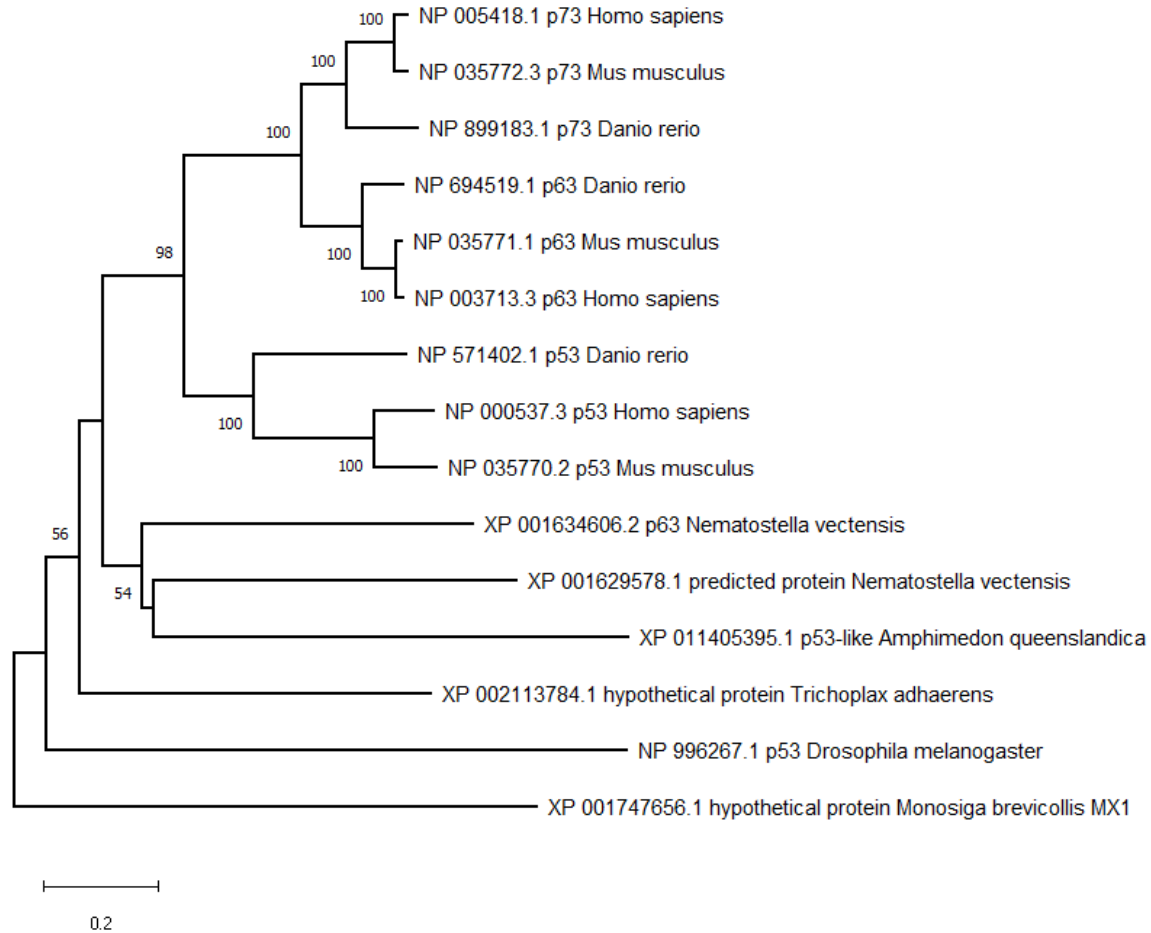 100
NP 005418.1 p73 Homo sapiens
100
NP 035772.3 p73 Mus musculus
100
NP 899183.1 p73 Danio rerio
NP 694519.1 p63 Danio rerio
98
NP 035771.1 p63 Mus musculus
100
100
NP 003713.3 p63 Homo sapiens
NP 571402.1 p53 Danio rerio
100
NP 000537.3 p53 Homo sapiens
100
NP 035770.2 p53 Mus musculus
XP 001634606.2 p63 Nematostella vectensis
56
XP 001629578.1 predicted protein Nematostella vectensis
54
XP 011405395.1 p53-like Amphimedon queenslandica
XP 002113784.1 hypothetical protein Trichoplax adhaerens
NP 996267.1 p53 Drosophila melanogaster
XP 001747656.1 hypothetical protein Monosiga brevicollis MX1
0.2